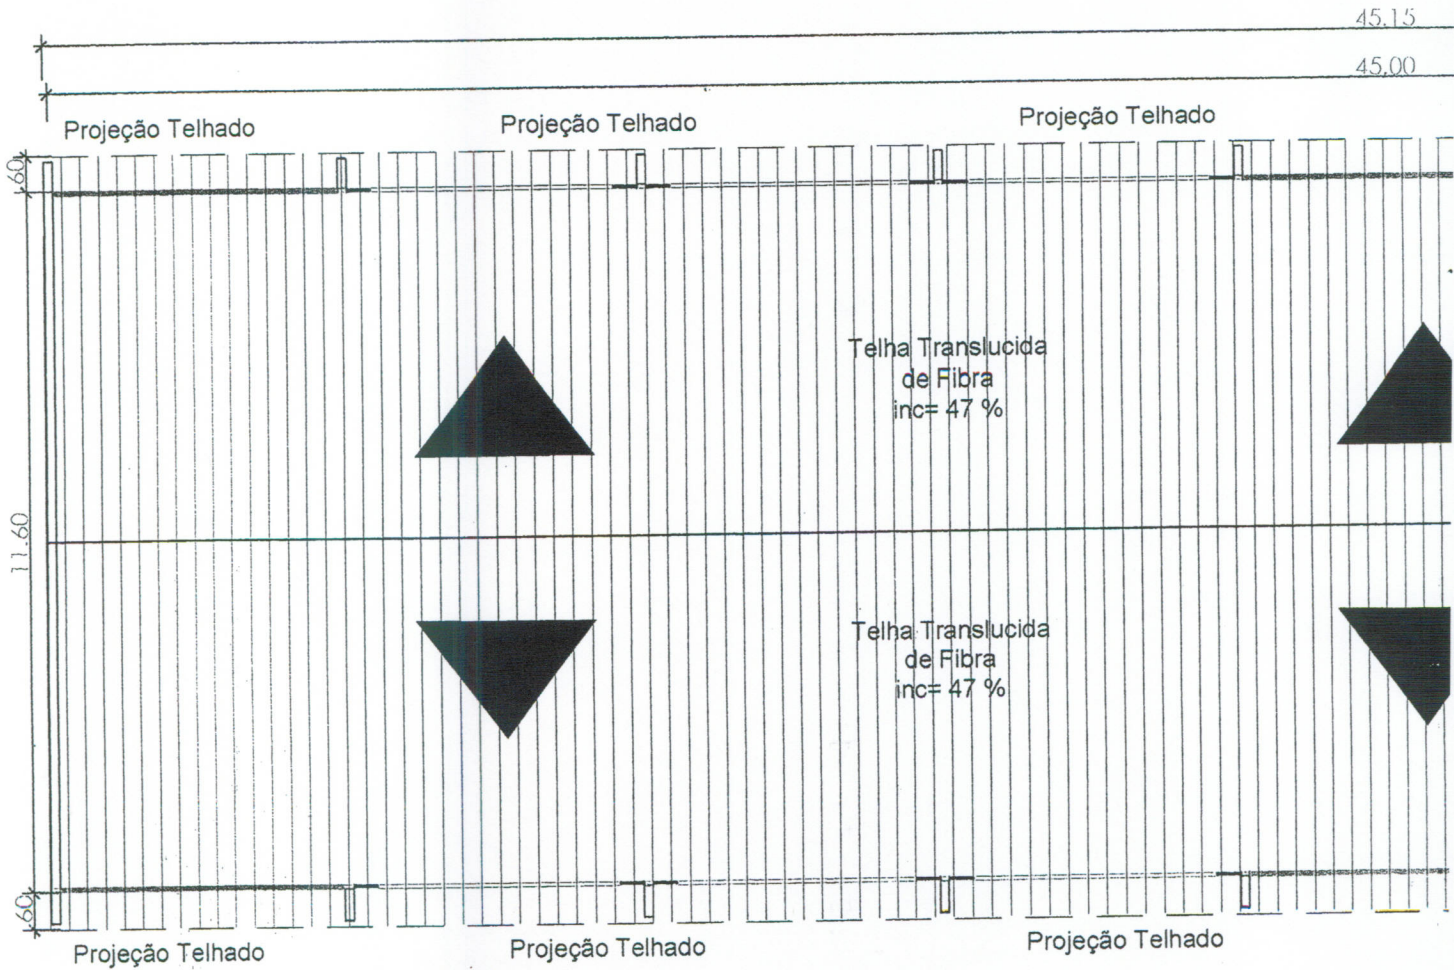 45.15
45.00
Projeção Telhado
Projeção Telhado
Projeção Telhado
.60
Telha Translucida
de Fibra
inc= 47 %
11.60
Telha Translucida
de Fibra
inc= 47 %
.60
Projeção Telhado
Projeção Telhado
Projeção Telhado